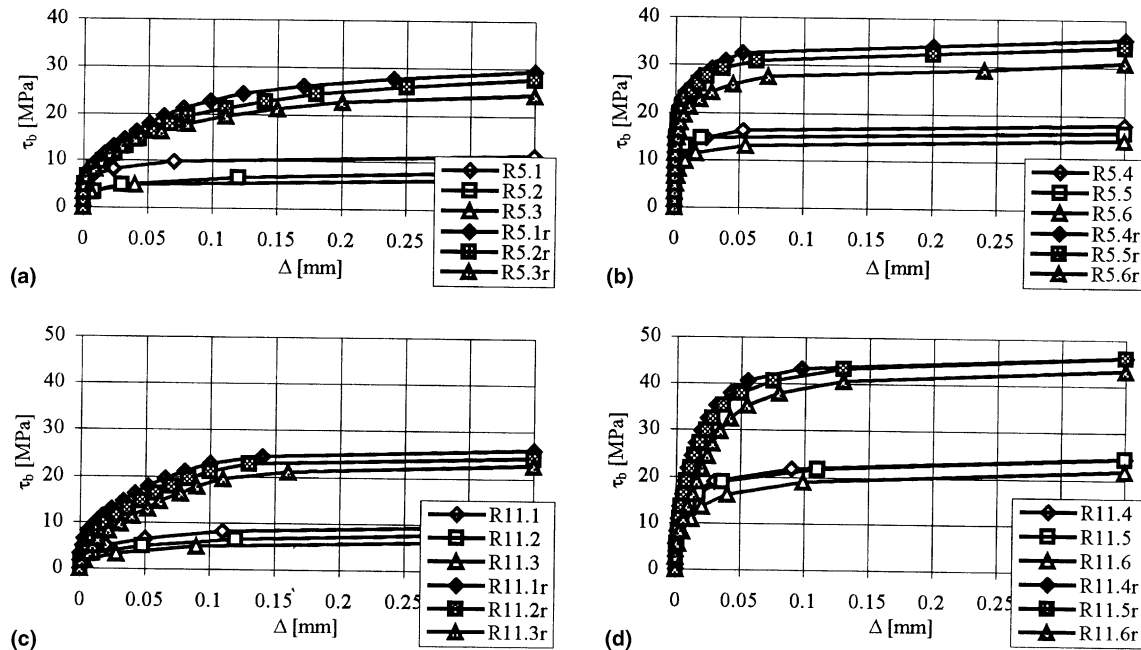 40
30
20
10
0
τb [MPa]
0 0.05 0.1 0.15 0.2 0.25
Δ [mm]
R5.1
R5.2
R5.3
R5.1r
R5.2r
R5.3r
(a)
40
30
20
10
0
τb [MPa]
0 0.05 0.1 0.15 0.2 0.25
Δ [mm]
R5.4
R5.5
R5.6
R5.4r
R5.5r
R5.6r
(b)
50
40
30
20
10
0
τb [MPa]
0 0.05 0.1 0.15 0.2 0.25
Δ [mm]
R11.1
R11.2
R11.3
R11.1r
R11.2r
R11.3r
(c)
50
40
30
20
10
0
τb [MPa]
0 0.05 0.1 0.15 0.2 0.25
Δ [mm]
R11.4
R11.5
R11.6
R11.4r
R11.5r
R11.6r
(d)